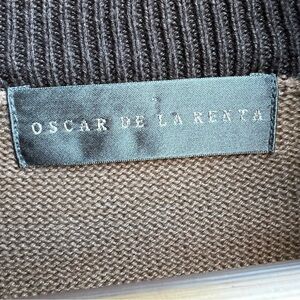 OSCAR DE LA RENTA